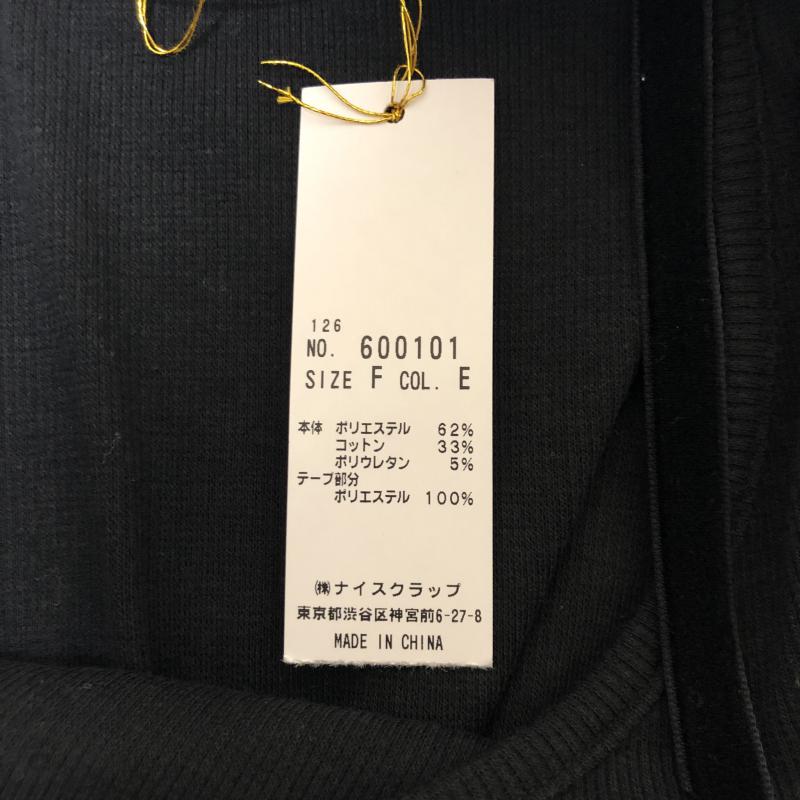 126
NO. 600101
SIZE F COL. E
本体 ポリエステル 62%
コットン 33%
ポリウレタン 5%
テープ部分
ポリエステル 100%
㈱ナイスクラップ
東京都渋谷区神宮前6-27-8
MADE IN CHINA